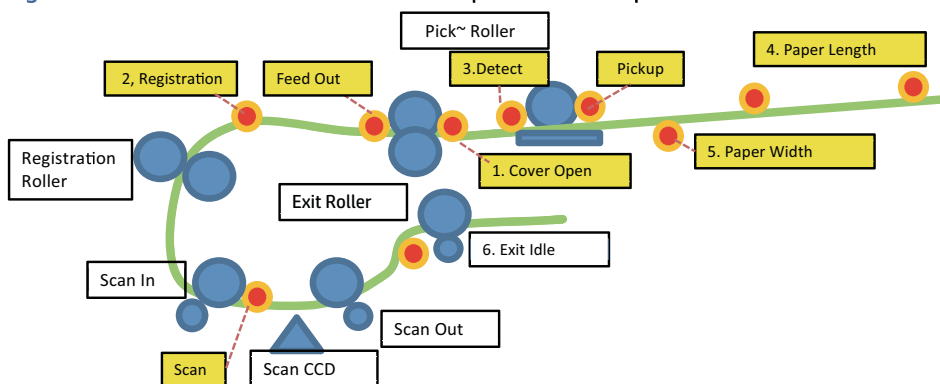 Pick~ Roller
4. Paper Length
2, Registration
Feed Out
3.Detect
Pickup
Registration
Roller
5. Paper Width
1. Cover Open
Exit Roller
6. Exit Idle
Scan In
Scan Out
Scan
Scan CCD